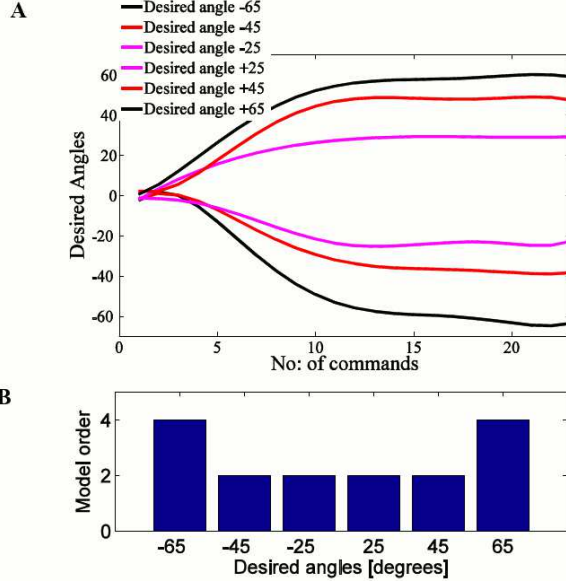 A
Desired angle -65
Desired angle -45
Desired angle -25
Desired angle +25
Desired angle +45
Desired angle +65
Desired Angles
60
40
20
0
-20
-40
-60
0 5 10 15 20
No: of commands
B
Model order
4
2
0
-65 -45 -25 25 45 65
Desired angles [degrees]